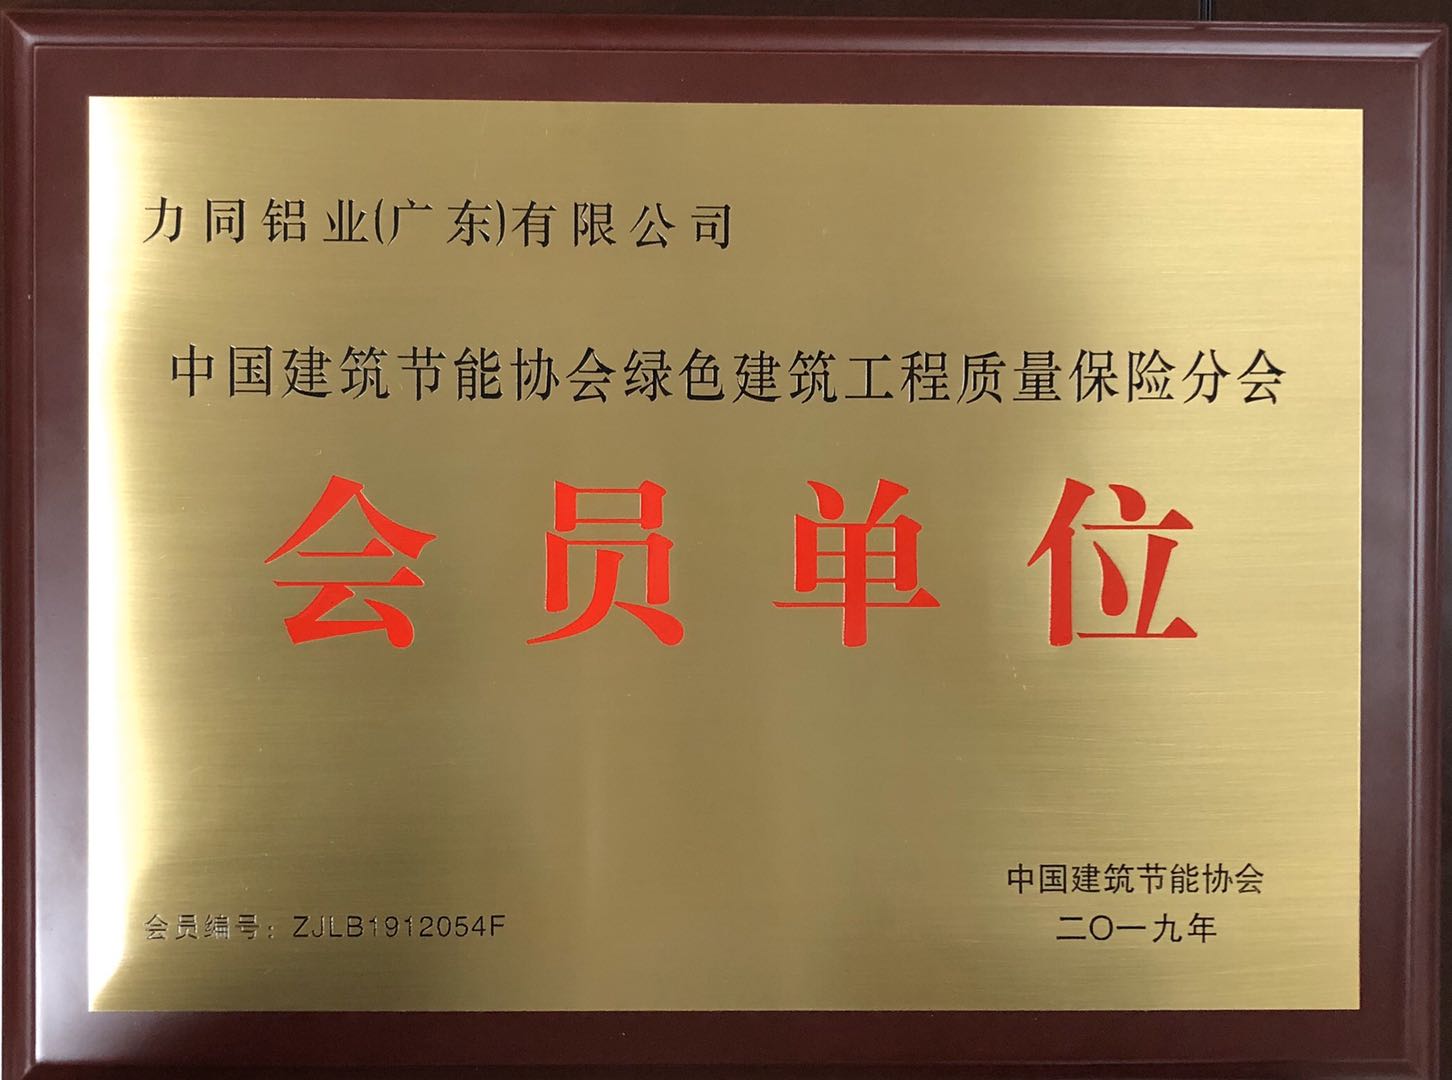 力同铝业(广东)有限公司
中国建筑节能协会绿色建筑工程质量保险分会
会员单位
中国建筑节能协会
会员编号：ZJLB1912054F
二〇一九年